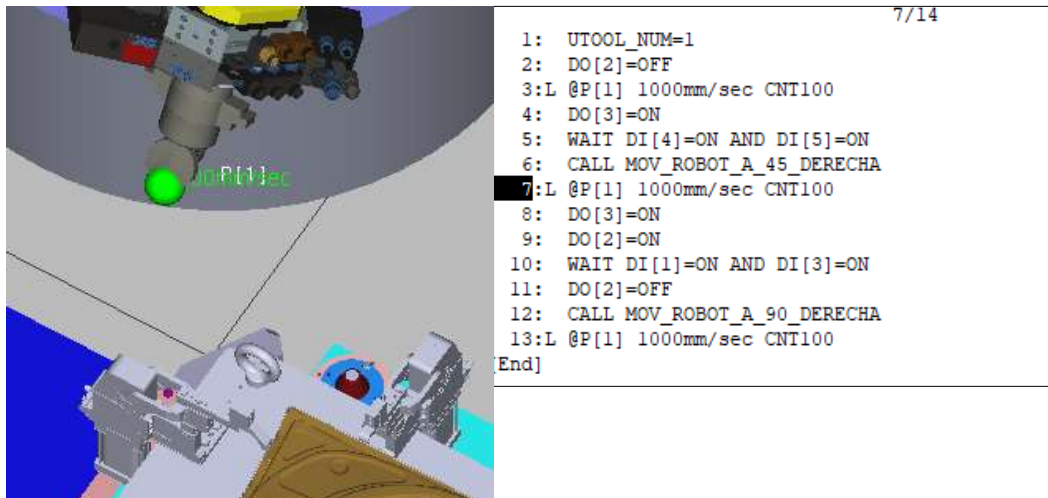 7/14
1: UTOOL_NUM=1
2: DO[2]=OFF
3:L @P[1] 1000mm/sec CNT100
4: DO[3]=ON
5: WAIT DI[4]=ON AND DI[5]=ON
6: CALL MOV_ROBOT_A_45_DERECHA
7:L @P[1] 1000mm/sec CNT100
8: DO[3]=ON
9: DO[2]=ON
10: WAIT DI[1]=ON AND DI[3]=ON
11: DO[2]=OFF
12: CALL MOV_ROBOT_A_90_DERECHA
13:L @P[1] 1000mm/sec CNT100
[End]
P[1]